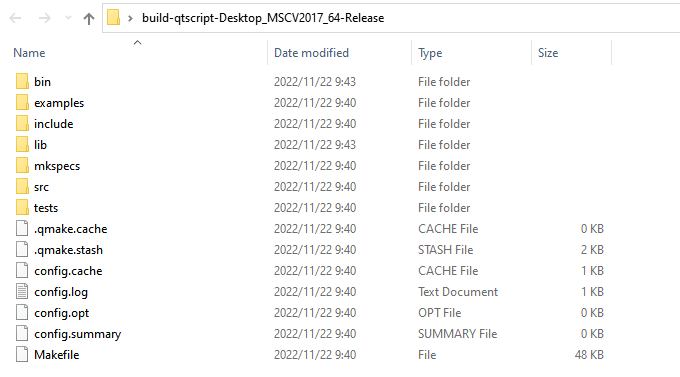 build-qtscript-Desktop_MSCV2017_64-Release
Name Date modified Type Size
bin 2022/11/22 9:43 File folder
examples 2022/11/22 9:40 File folder
include 2022/11/22 9:40 File folder
lib 2022/11/22 9:43 File folder
mkspecs 2022/11/22 9:40 File folder
src 2022/11/22 9:40 File folder
tests 2022/11/22 9:40 File folder
.qmake.cache 2022/11/22 9:40 CACHE File 0 KB
.qmake.stash 2022/11/22 9:40 STASH File 2 KB
config.cache 2022/11/22 9:40 CACHE File 1 KB
config.log 2022/11/22 9:40 Text Document 1 KB
config.opt 2022/11/22 9:40 OPT File 0 KB
config.summary 2022/11/22 9:40 SUMMARY File 0 KB
Makefile 2022/11/22 9:40 File 48 KB